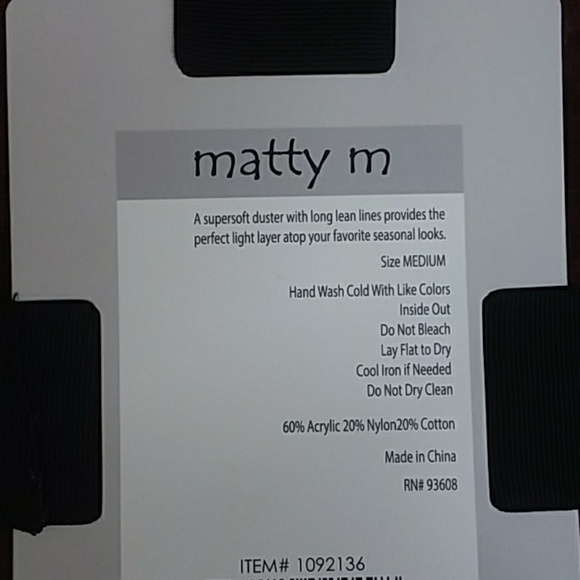 matty m
A supersoft duster with long lean lines provides the
perfect light layer atop your favorite seasonal looks.
Size MEDIUM
Hand Wash Cold With Like Colors
Inside Out
Do Not Bleach
Lay Flat to Dry
Cool Iron if Needed
Do Not Dry Clean
60% Acrylic 20% Nylon20% Cotton
Made in China
RN# 93608
ITEM# 1092136